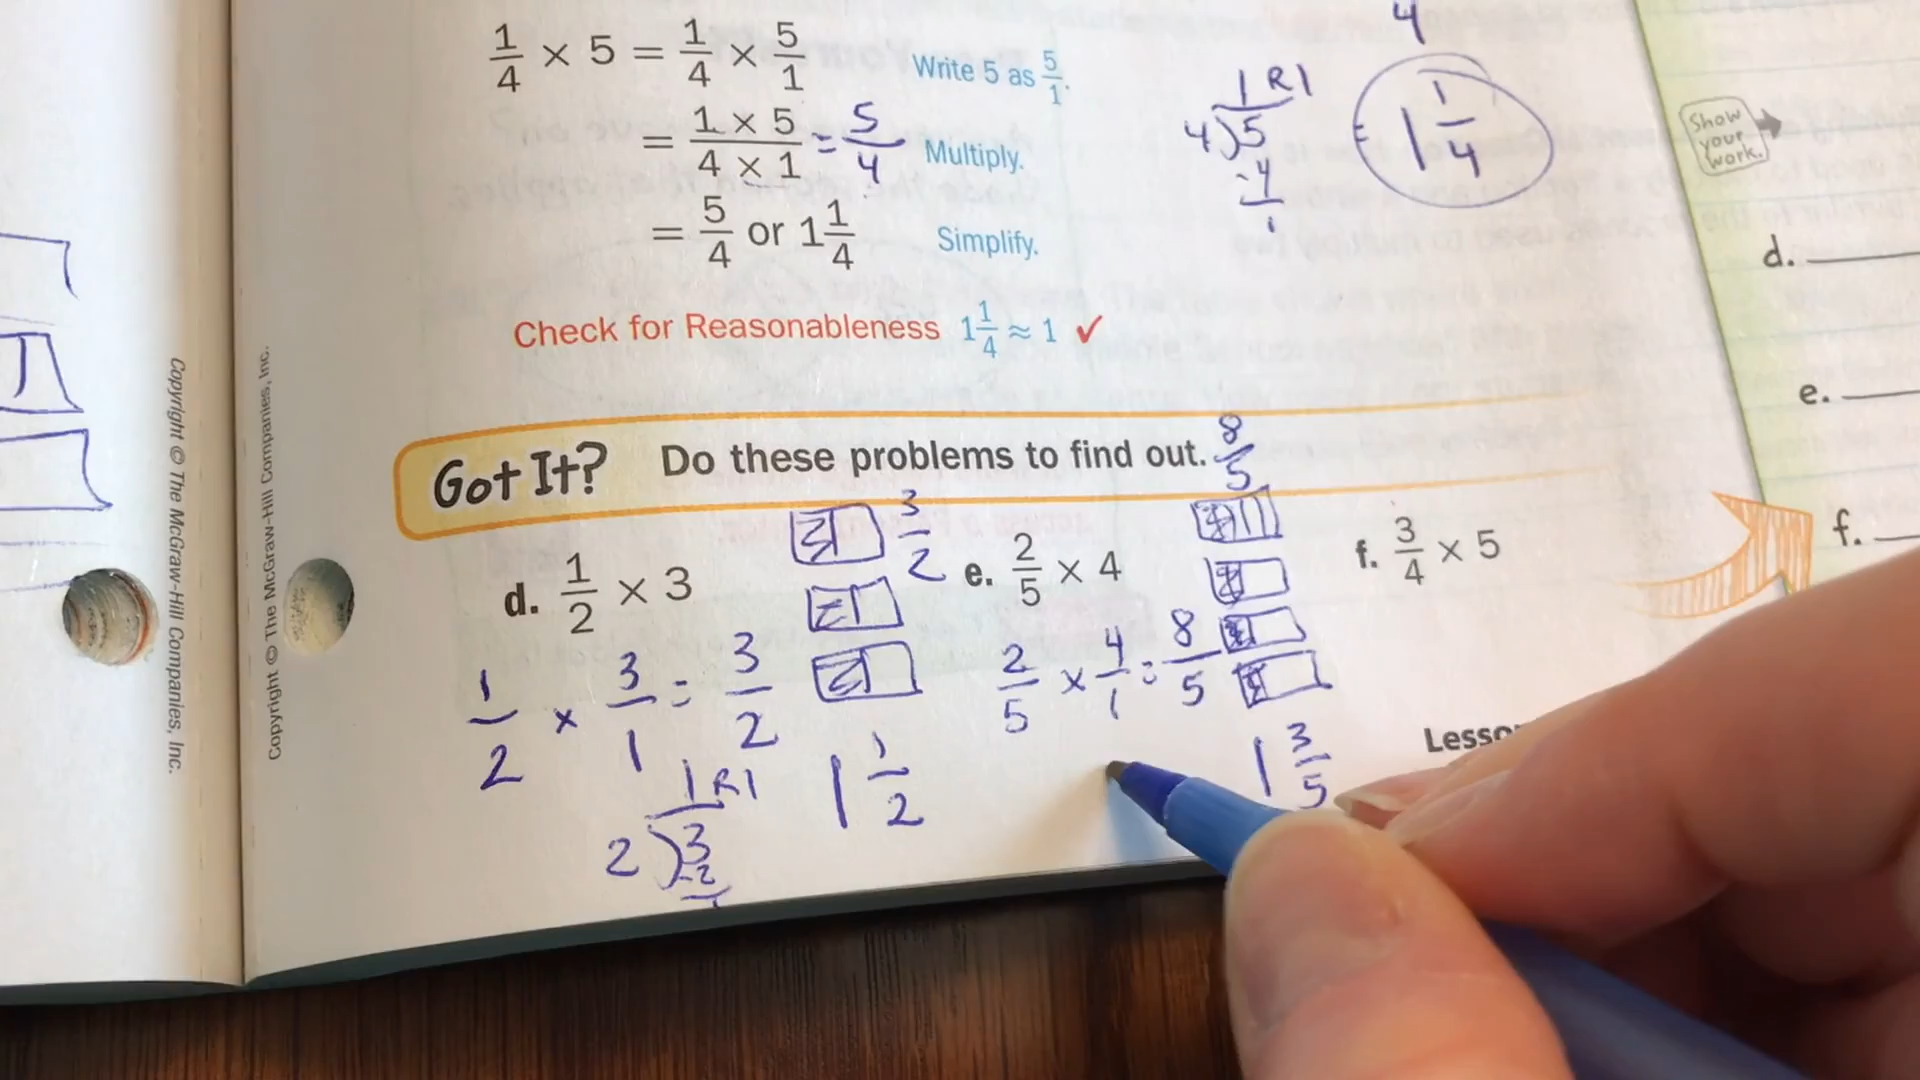 1/4 × 5 = 1/4 × 5/1 Write 5 as 5/1.
= 1 × 5 / 4 × 1 = 5/4 Multiply.
= 5/4 or 1 1/4 Simplify.
4
1 R1
4)5 = 1 1/4
-4
1
Check for Reasonableness 1 1/4 ≈ 1 ✓
Show your work.
d.
e.
f.
Got It? Do these problems to find out. 8/5
d. 1/2 × 3 3/2 e. 2/5 × 4 f. 3/4 × 5
1/2 × 3/1 = 3/2 2/5 × 4/1 = 8/5
1 R1
2)3 1 1/2 1 3/5
-2
1
Copyright © The McGraw-Hill Companies, Inc.
Copyright © The McGraw-Hill Companies, Inc.